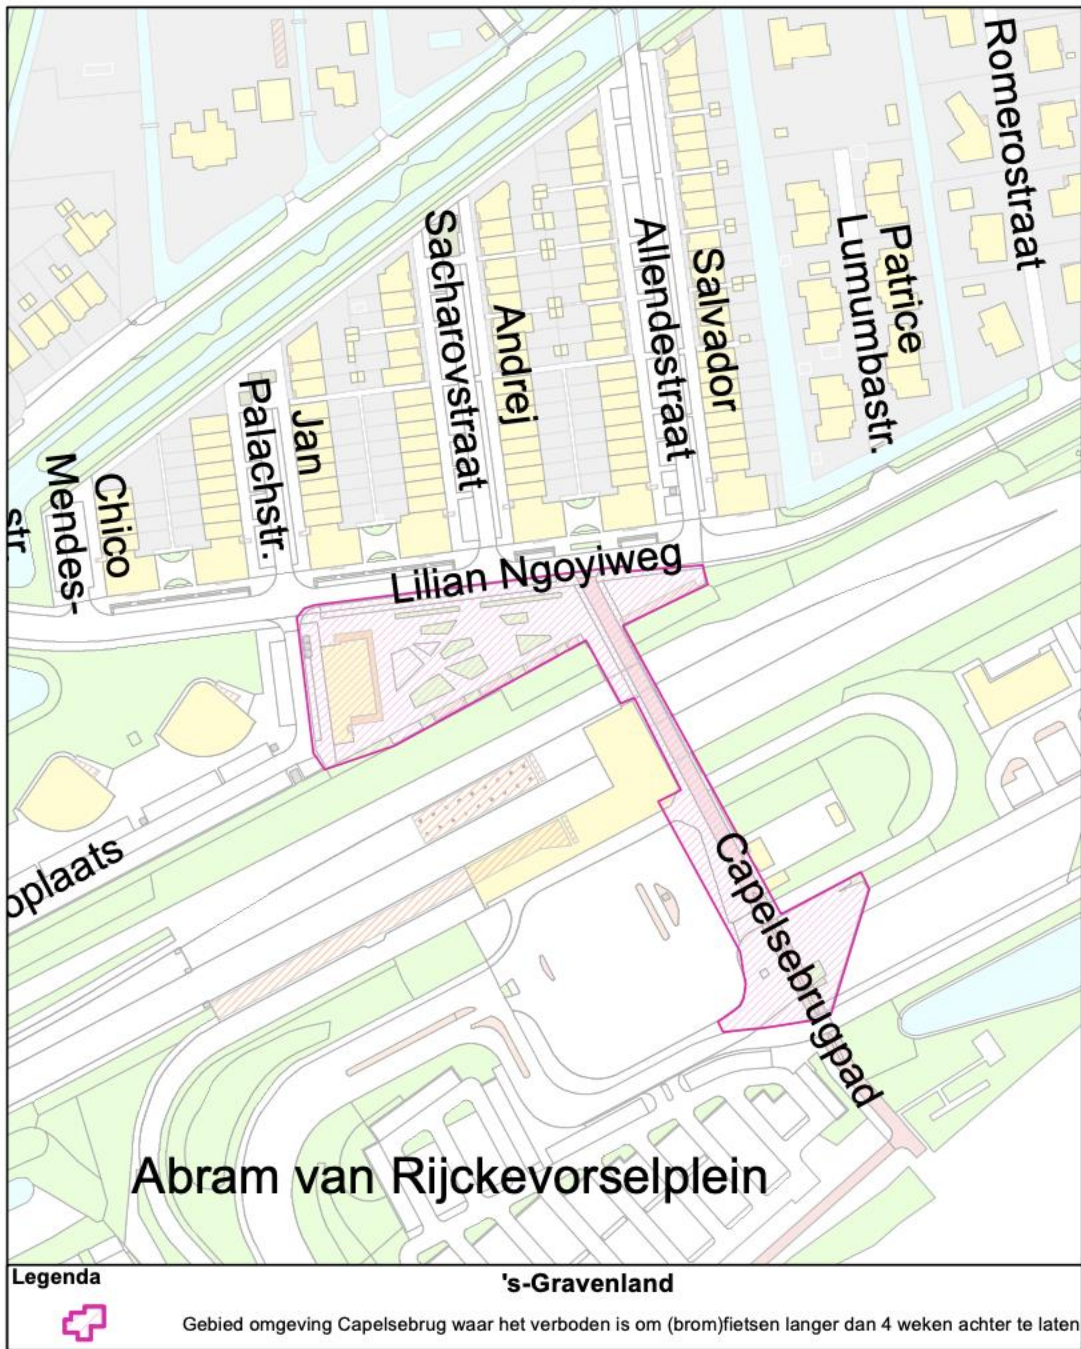 Romerostraat
Patrice
Lumumbastr.
Salvador
Allendestraat
Andrej
Sacharovstraat
Jan
Palachstr.
Chico
Mendes-
str.
Lilian Ngoyiweg
oplaats
Capelsebrugpad
Abram van Rijckevorselplein
Legenda
's-Gravenland
Gebied omgeving Capelsebrug waar het verboden is om (brom)fietsen langer dan 4 weken achter te laten